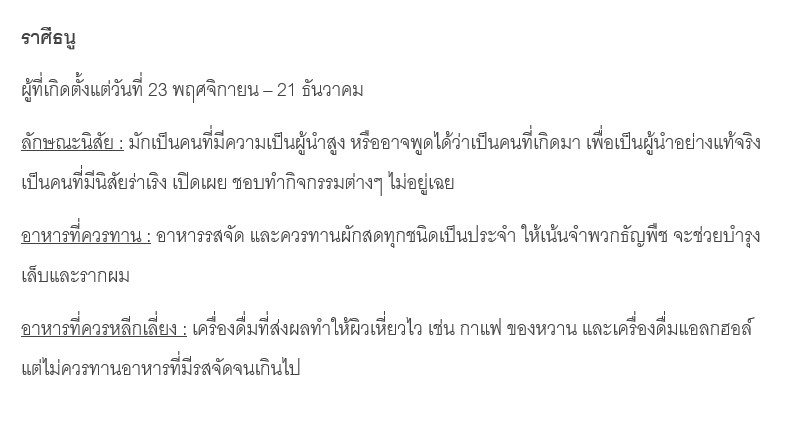 ราศีธนู
ผู้ที่เกิดตั้งแต่วันที่ 23 พฤศจิกายน – 21 ธันวาคม
ลักษณะนิสัย : มักเป็นคนที่มีความเป็นผู้นำสูง หรืออาจพูดได้ว่าเป็นคนที่เกิดมา เพื่อเป็นผู้นำอย่างแท้จริง
เป็นคนที่มีนิสัยร่าเริง เปิดเผย ชอบทำกิจกรรมต่างๆ ไม่อยู่เฉย
อาหารที่ควรทาน : อาหารรสจัด และควรทานผักสดทุกชนิดเป็นประจำ ให้เน้นจำพวกธัญพืช จะช่วยบำรุง
เล็บและรากผม
อาหารที่ควรหลีกเลี่ยง : เครื่องดื่มที่ส่งผลทำให้ผิวเหี่ยวไว เช่น กาแฟ ของหวาน และเครื่องดื่มแอลกฮอล์
แต่ไม่ควรทานอาหารที่มีรสจัดจนเกินไป